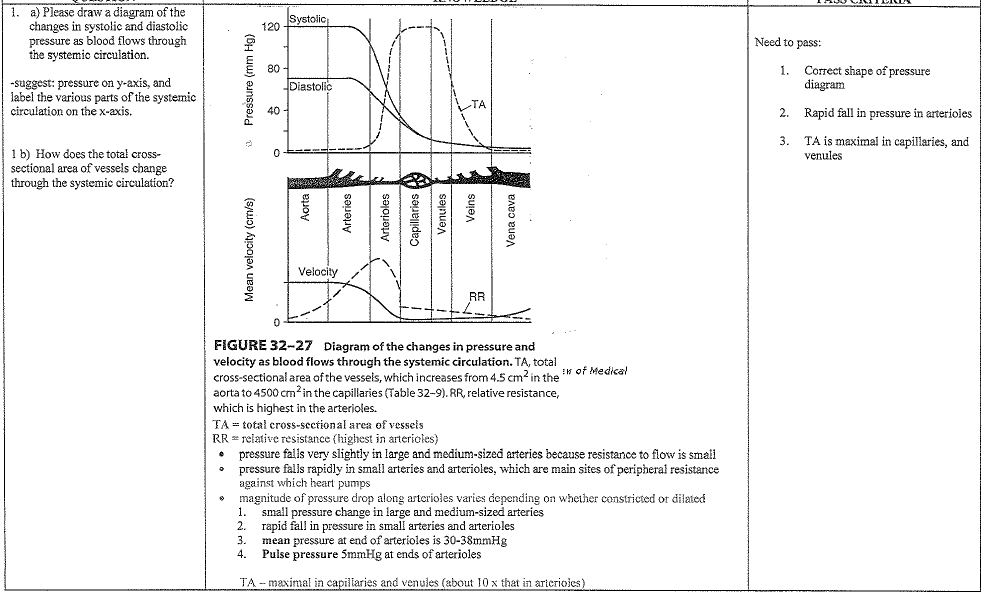 QUESTION
KNOWLEDGE
PASS CRITERIA
1. a) Please draw a diagram of the
changes in systolic and diastolic
pressure as blood flows through
the systemic circulation.
-suggest: pressure on y-axis, and
label the various parts of the systemic
circulation on the x-axis.
1 b) How does the total cross-
sectional area of vessels change
through the systemic circulation?
Systolic
120
80
Diastolic
TA
40
0
Pressure (mm Hg)
Aorta
Arteries
Arterioles
Capillaries
Venules
Veins
Vena cava
Mean velocity (cm/s)
Velocity
RR
0
FIGURE 32–27 Diagram of the changes in pressure and
velocity as blood flows through the systemic circulation. TA, total
cross-sectional area of the vessels, which increases from 4.5 cm² in the
of Medical
aorta to 4500 cm² in the capillaries (Table 32–9). RR, relative resistance,
which is highest in the arterioles.
TA = total cross-sectional area of vessels
RR = relative resistance (highest in arterioles)
• pressure falls very slightly in large and medium-sized arteries because resistance to flow is small
• pressure falls rapidly in small arteries and arterioles, which are main sites of peripheral resistance
against which heart pumps
• magnitude of pressure drop along arterioles varies depending on whether constricted or dilated
1. small pressure change in large and medium-sized arteries
2. rapid fall in pressure in small arteries and arterioles
3. mean pressure at end of arterioles is 30-38mmHg
4. Pulse pressure 5mmHg at ends of arterioles
TA – maximal in capillaries and venules (about 10 x that in arterioles)
Need to pass:
1. Correct shape of pressure
diagram
2. Rapid fall in pressure in arterioles
3. TA is maximal in capillaries, and
venules